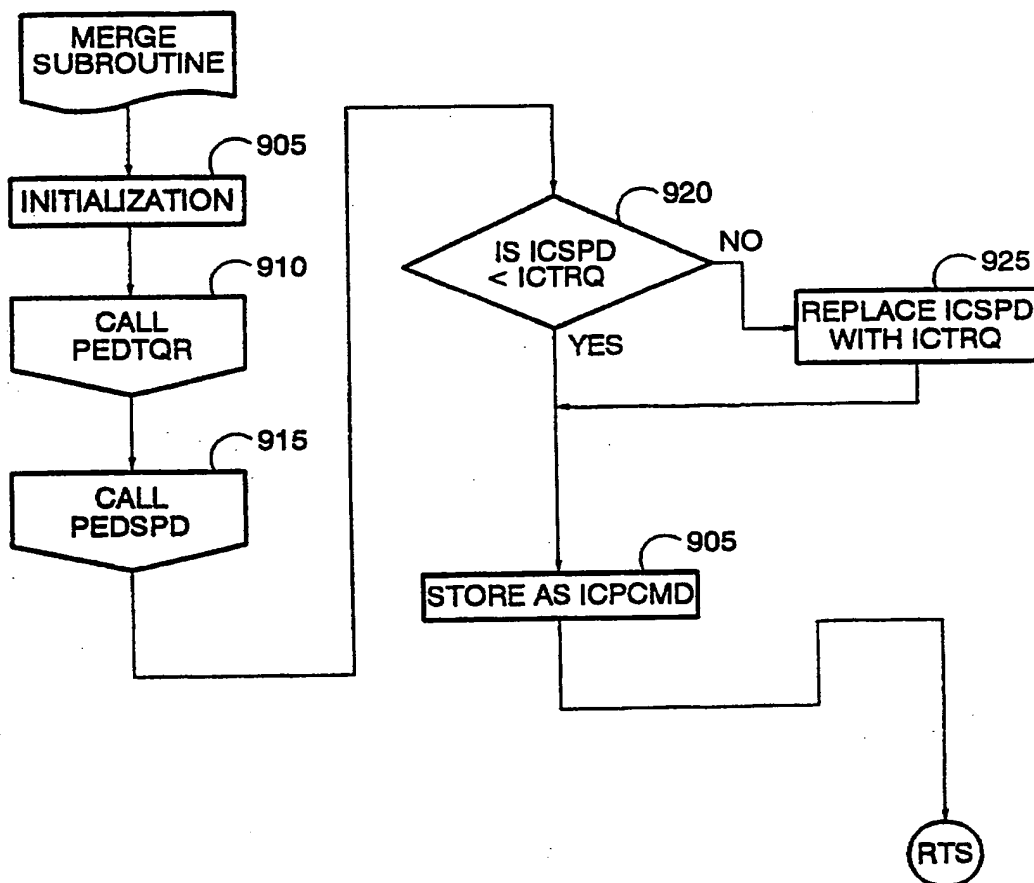 MERGE
SUBROUTINE
905
INITIALIZATION
910
CALL
PEDTQR
915
CALL
PEDSPD
920
IS ICSPD
< ICTRQ
NO
YES
925
REPLACE ICSPD
WITH ICTRQ
905
STORE AS ICPCMD
RTS